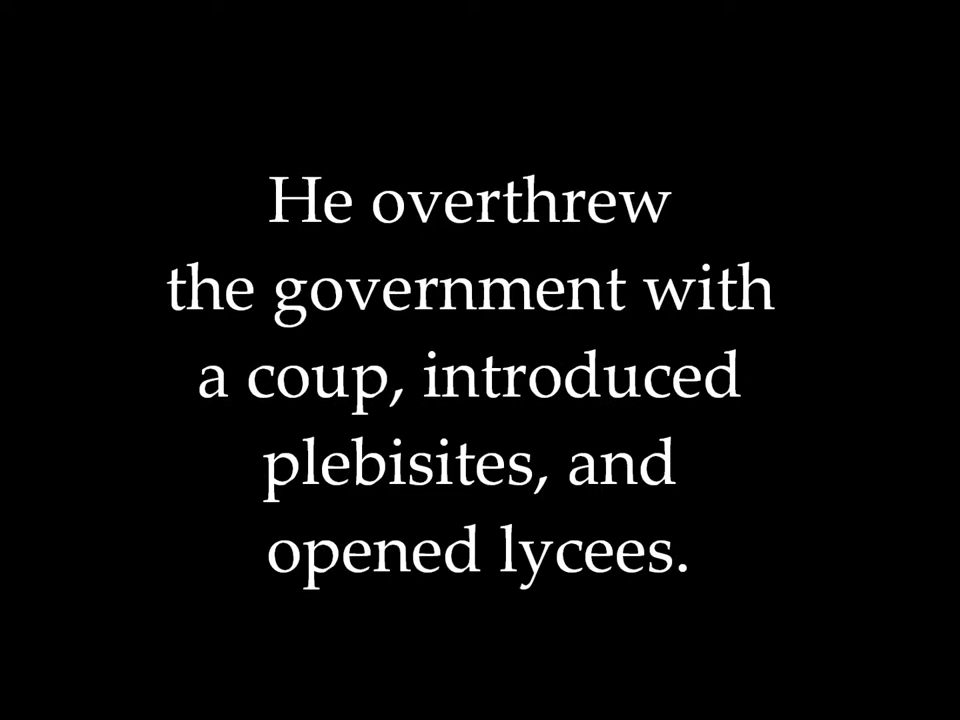 He overthrew
the government with
a coup, introduced
plebisites, and
opened lycees.